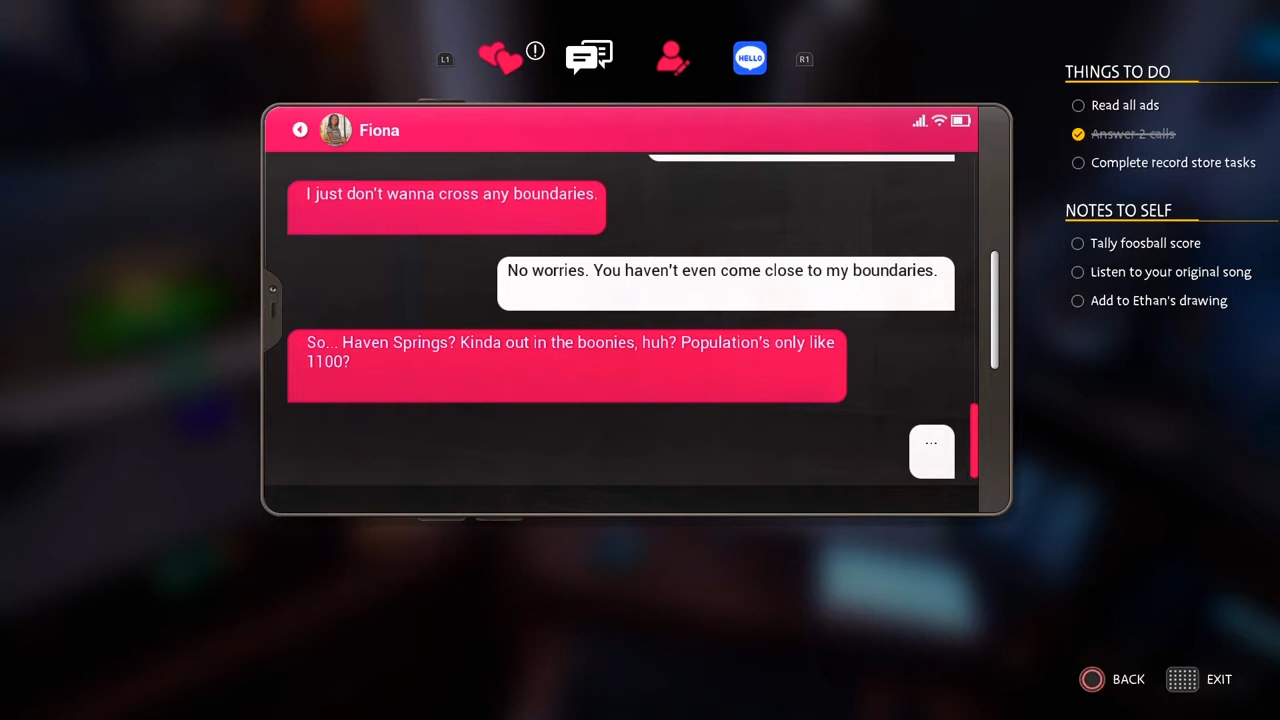 L1
!
HELLO
R1
Fiona
I just don't wanna cross any boundaries.
No worries. You haven't even come close to my boundaries.
So... Haven Springs? Kinda out in the boonies, huh? Population's only like
1100?
...
THINGS TO DO
Read all ads
Answer 2 calls
Complete record store tasks
NOTES TO SELF
Tally foosball score
Listen to your original song
Add to Ethan's drawing
BACK
EXIT